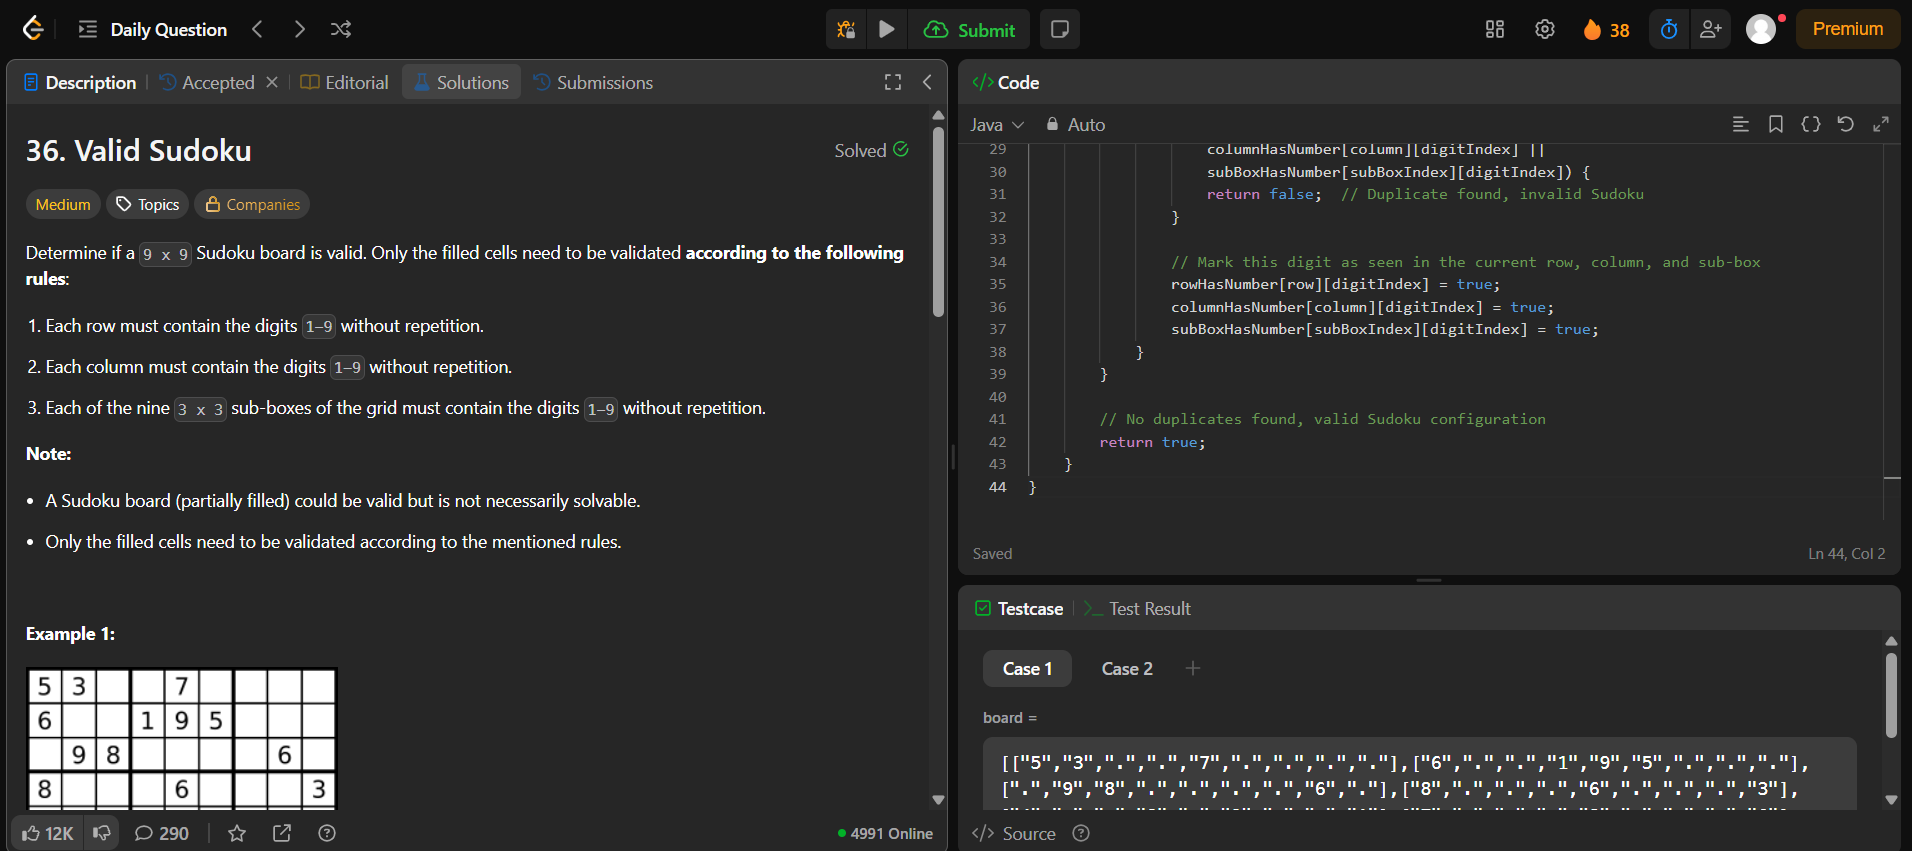 Daily Question
Submit
38
Premium
Description
Accepted
Editorial
Solutions
Submissions
36. Valid Sudoku
Solved
Medium
Topics
Companies
Determine if a 9 x 9 Sudoku board is valid. Only the filled cells need to be validated according to the following
rules:
1. Each row must contain the digits 1-9 without repetition.
2. Each column must contain the digits 1-9 without repetition.
3. Each of the nine 3 x 3 sub-boxes of the grid must contain the digits 1-9 without repetition.
Note:
• A Sudoku board (partially filled) could be valid but is not necessarily solvable.
• Only the filled cells need to be validated according to the mentioned rules.
Example 1:
5 3 7
6 1 9 5
9 8 6
8 6 3
12K
290
4991 Online
</> Code
Java
Auto
29 columnHasNumber[column][digitIndex] ||
30 subBoxHasNumber[subBoxIndex][digitIndex]) {
31 return false;  // Duplicate found, invalid Sudoku
32 }
33
34 // Mark this digit as seen in the current row, column, and sub-box
35 rowHasNumber[row][digitIndex] = true;
36 columnHasNumber[column][digitIndex] = true;
37 subBoxHasNumber[subBoxIndex][digitIndex] = true;
38 }
39 }
40
41 // No duplicates found, valid Sudoku configuration
42 return true;
43 }
44 }
Saved
Ln 44, Col 2
Testcase
>_ Test Result
Case 1
Case 2
+
board =
[["5","3",".",".","7",".",".",".","."],["6",".",".","1","9","5",".",".","."],
[".","9","8",".",".",".",".","6","."],["8",".",".",".","6",".",".",".","3"],
</> Source